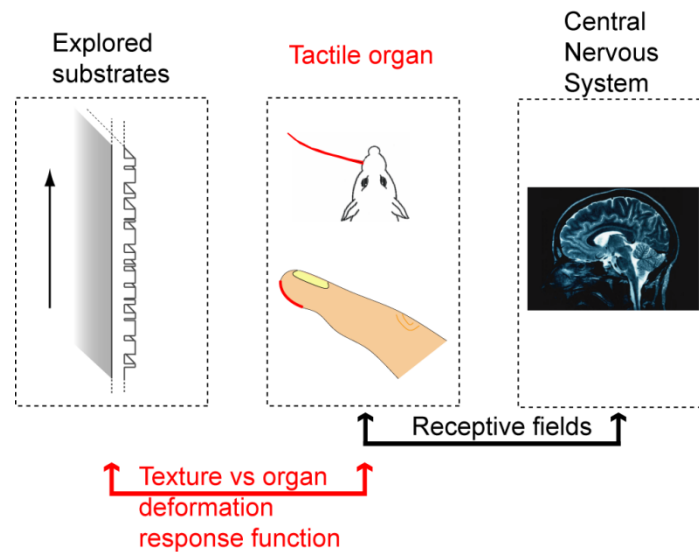 Explored
substrates
Tactile organ
Central
Nervous
System
Receptive fields
Texture vs organ
deformation
response function